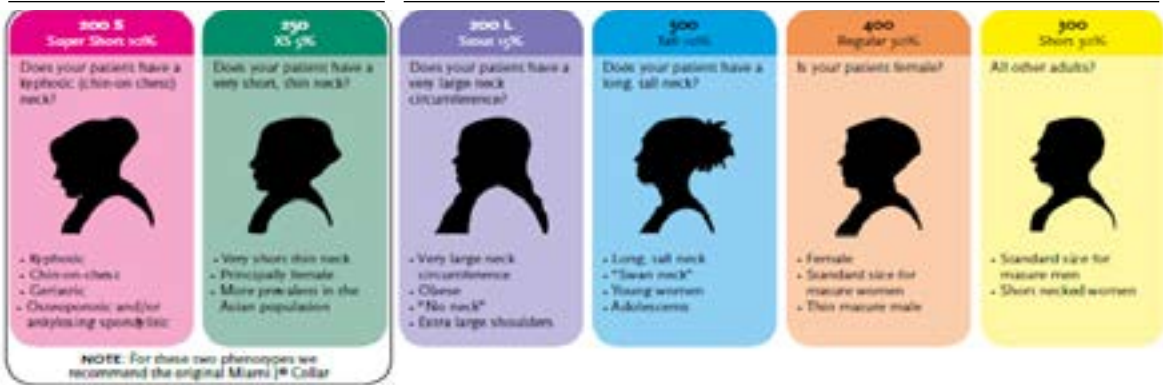 200 S
Super Short 10%
Does your patient have a
kyphotic (chin-on chest)
neck?
- Kyphotic
- Chin-on-chest
- Geriatric
- Osteoporotic and/or
ankylosing spondylitic
250
XS 5%
Does your patient have a
very short, thin neck?
- Very short thin neck
- Principally female
- More prevalent in the
Asian population
NOTE: For these two phenotypes we
recommend the original Miami J® Collar
200 L
Stout 15%
Does your patient have a
very large neck
circumference?
- Very large neck
circumference
- Obese
- "No neck"
- Extra large shoulders
500
Tall 10%
Does your patient have a
long, tall neck?
- Long, tall neck
- "Swan neck"
- Young women
- Adolescents
400
Regular 30%
Is your patient female?
- Female
- Standard size for
mature women
- Thin mature male
300
Short 30%
All other adults?
- Standard size for
mature men
- Short necked women